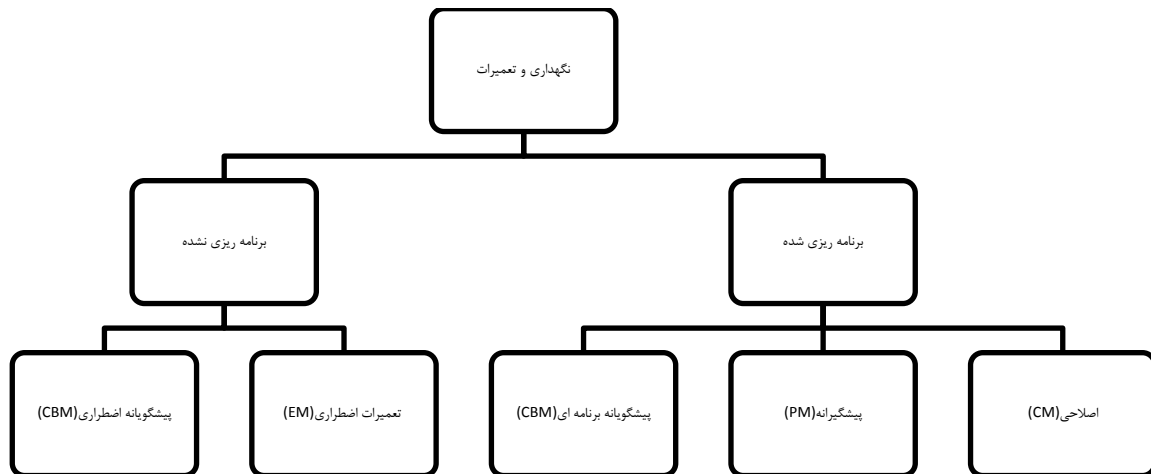 نگهداری و تعمیرات
برنامه ریزی شده
برنامه ریزی نشده
اصلاحی(CM)
پیشگیرانه(PM)
پیشگویانه برنامه ای(CBM)
تعمیرات اضطراری(EM)
پیشگویانه اضطراری(CBM)